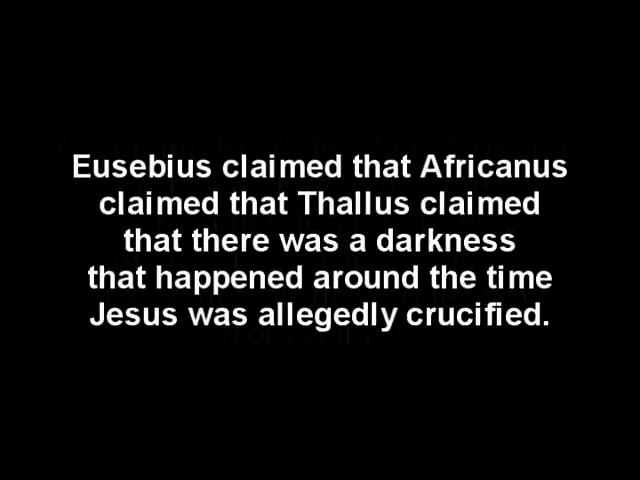 Eusebius claimed that Africanus
claimed that Thallus claimed
that there was a darkness
that happened around the time
Jesus was allegedly crucified.